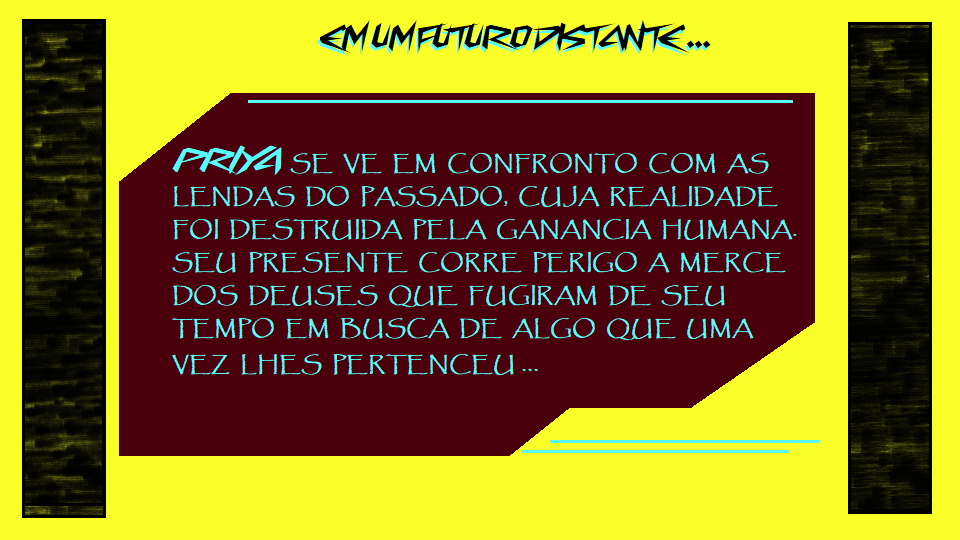 EM UM FUTURO DISTANTE...
PRIYA SE VE EM CONFRONTO COM AS
LENDAS DO PASSADO, CUJA REALIDADE
FOI DESTRUIDA PELA GANANCIA HUMANA.
SEU PRESENTE CORRE PERIGO A MERCE
DOS DEUSES QUE FUGIRAM DE SEU
TEMPO EM BUSCA DE ALGO QUE UMA
VEZ LHES PERTENCEU...